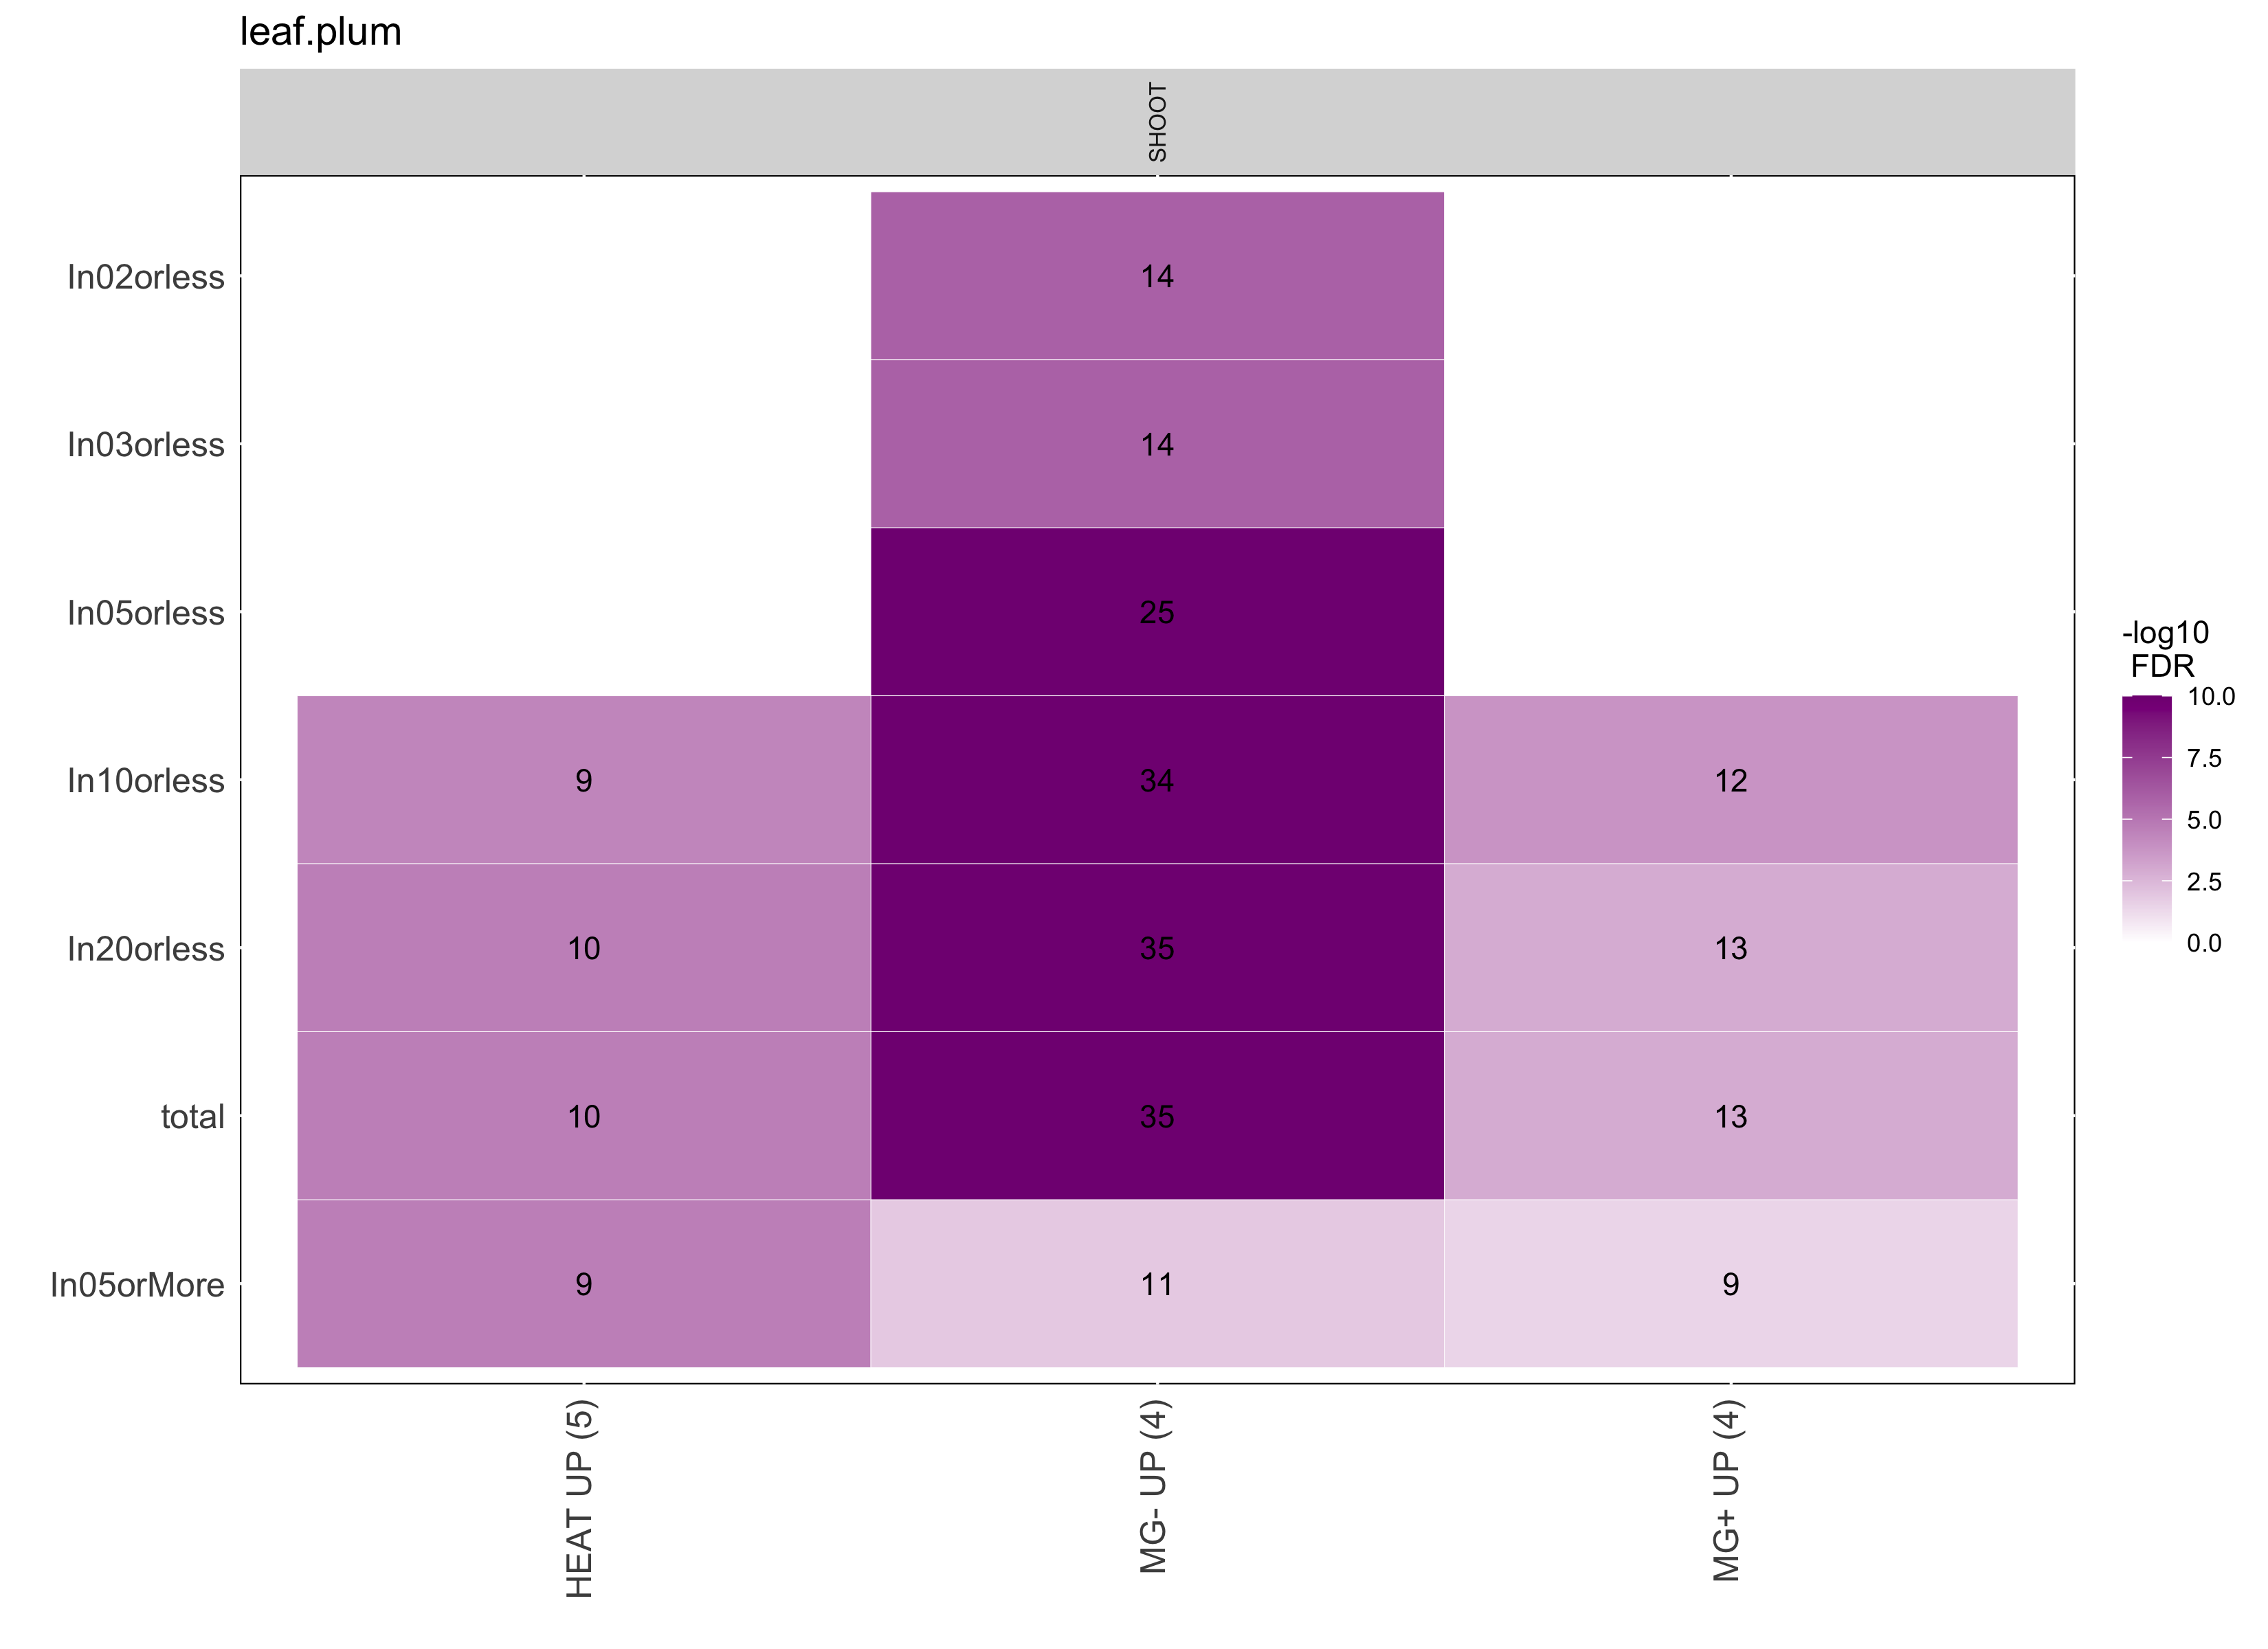 leaf.plum
SHOOT
In02orless
14
In03orless
14
In05orless
25
In10orless
9
34
12
In20orless
10
35
13
total
10
35
13
In05orMore
9
11
9
HEAT UP (5)
MG- UP (4)
MG+ UP (4)
-log10
FDR
10.0
7.5
5.0
2.5
0.0